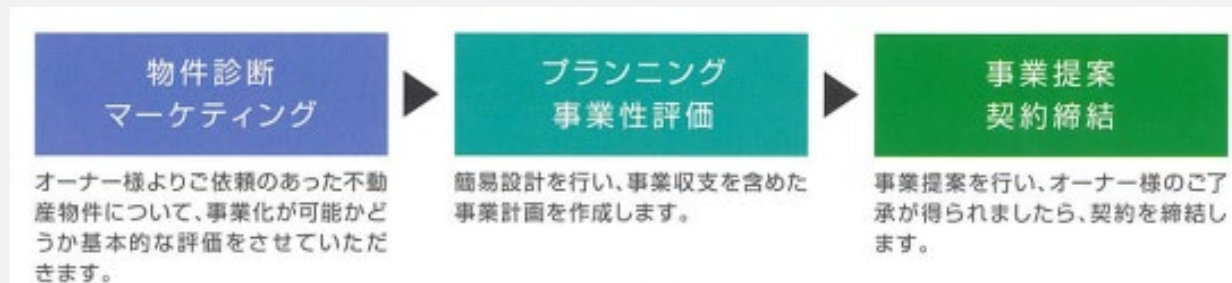 物件診断
マーケティング
オーナー様よりご依頼のあった不動
産物件について、事業化が可能かど
うか基本的な評価をさせていただ
きます。
プランニング
事業性評価
簡易設計を行い、事業収支を含めた
事業計画を作成します。
事業提案
契約締結
事業提案を行い、オーナー様のご了
承が得られましたら、契約を締結し
ます。